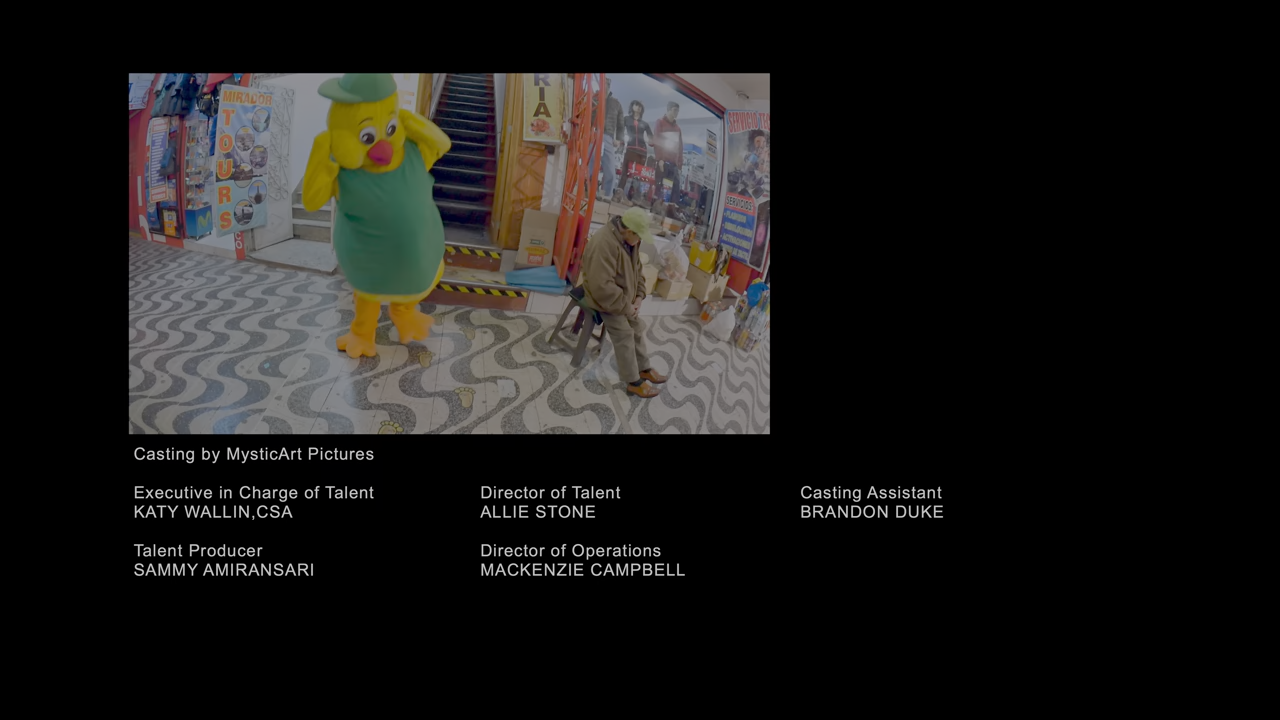 MIRADOR
TOURS
RIA
SERVICIOS
Casting by MysticArt Pictures
Executive in Charge of Talent
KATY WALLIN,CSA
Director of Talent
ALLIE STONE
Casting Assistant
BRANDON DUKE
Talent Producer
SAMMY AMIRANSARI
Director of Operations
MACKENZIE CAMPBELL